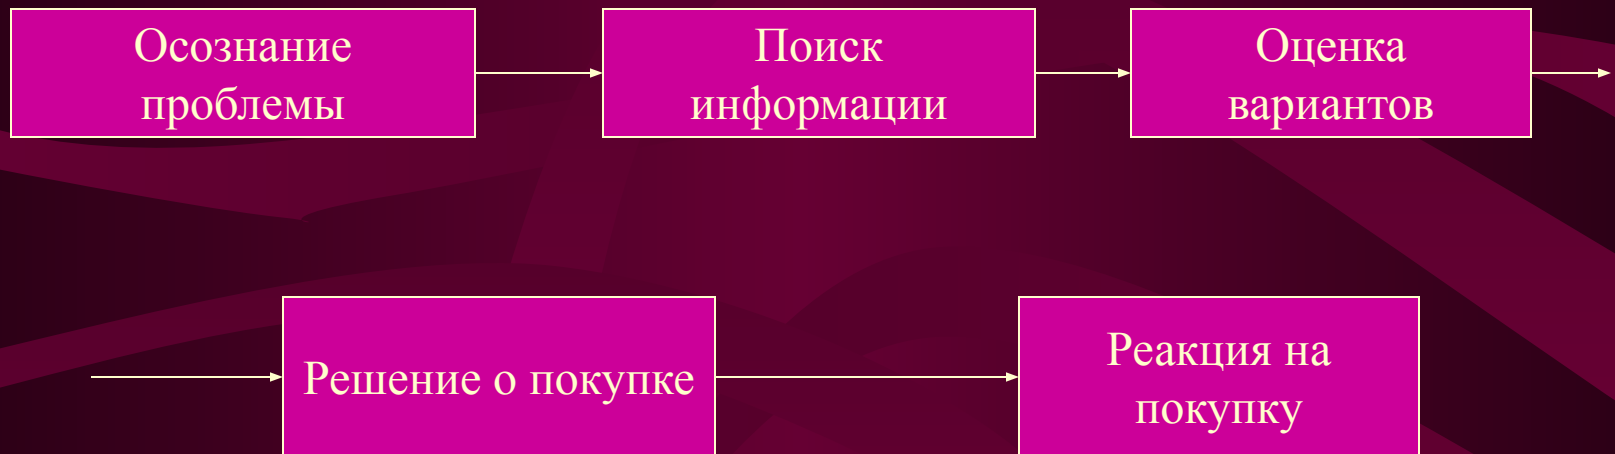 Осознание
проблемы
Поиск
информации
Оценка
вариантов
Решение о покупке
Реакция на
покупку